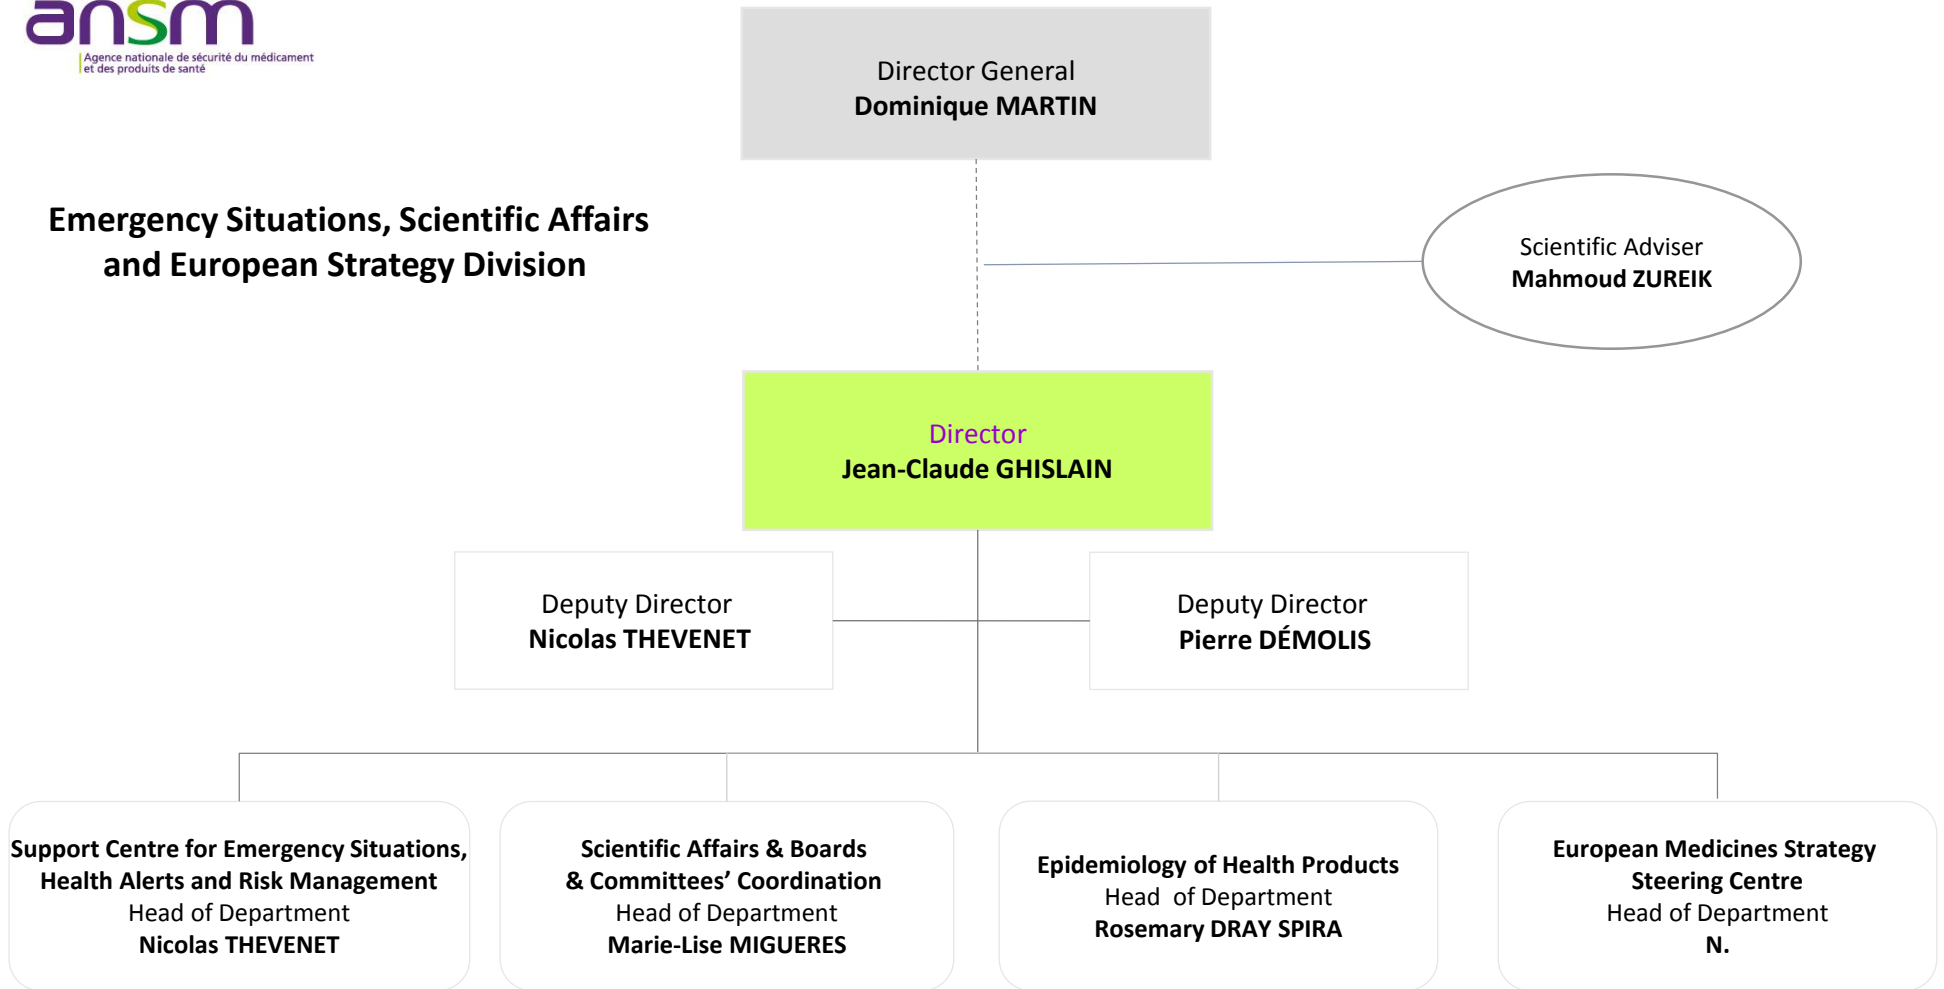 ansm
Agence nationale de sécurité du médicament
et des produits de santé
Director General
Dominique MARTIN
Emergency Situations, Scientific Affairs
and European Strategy Division
Scientific Adviser
Mahmoud ZUREIK
Director
Jean-Claude GHISLAIN
Deputy Director
Nicolas THEVENET
Deputy Director
Pierre DÉMOLIS
Support Centre for Emergency Situations,
Health Alerts and Risk Management
Head of Department
Nicolas THEVENET
Scientific Affairs & Boards
& Committees’ Coordination
Head of Department
Marie-Lise MIGUERES
Epidemiology of Health Products
Head of Department
Rosemary DRAY SPIRA
European Medicines Strategy
Steering Centre
Head of Department
N.